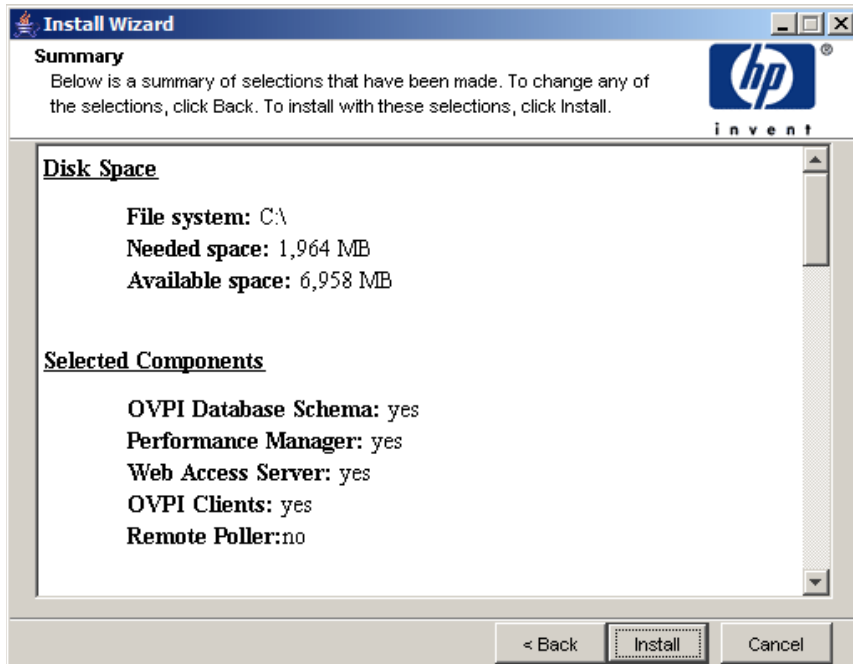 Install Wizard
Summary
Below is a summary of selections that have been made. To change any of
the selections, click Back. To install with these selections, click Install.
hp
®
invent
Disk Space
File system: C:\
Needed space: 1,964 MB
Available space: 6,958 MB
Selected Components
OVPI Database Schema: yes
Performance Manager: yes
Web Access Server: yes
OVPI Clients: yes
Remote Poller:no
< Back
Install
Cancel